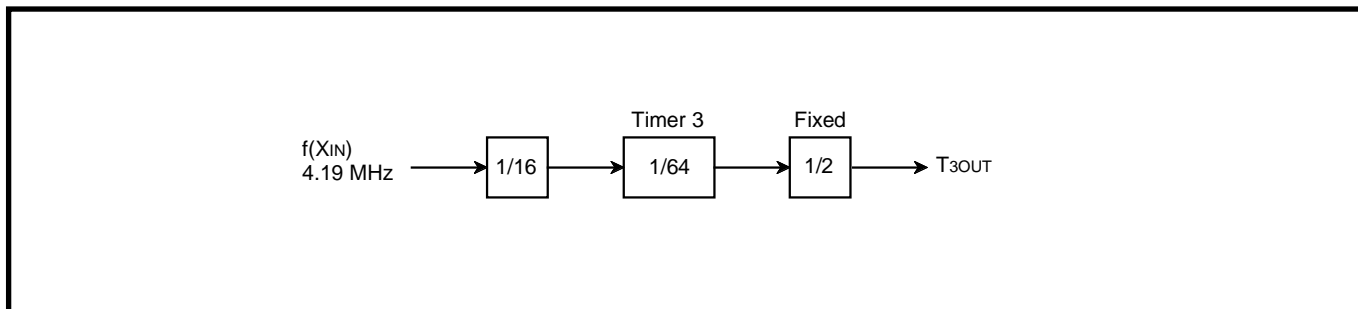 Timer 3
Fixed
f(XIN)
4.19 MHz
1/16
1/64
1/2
T3OUT